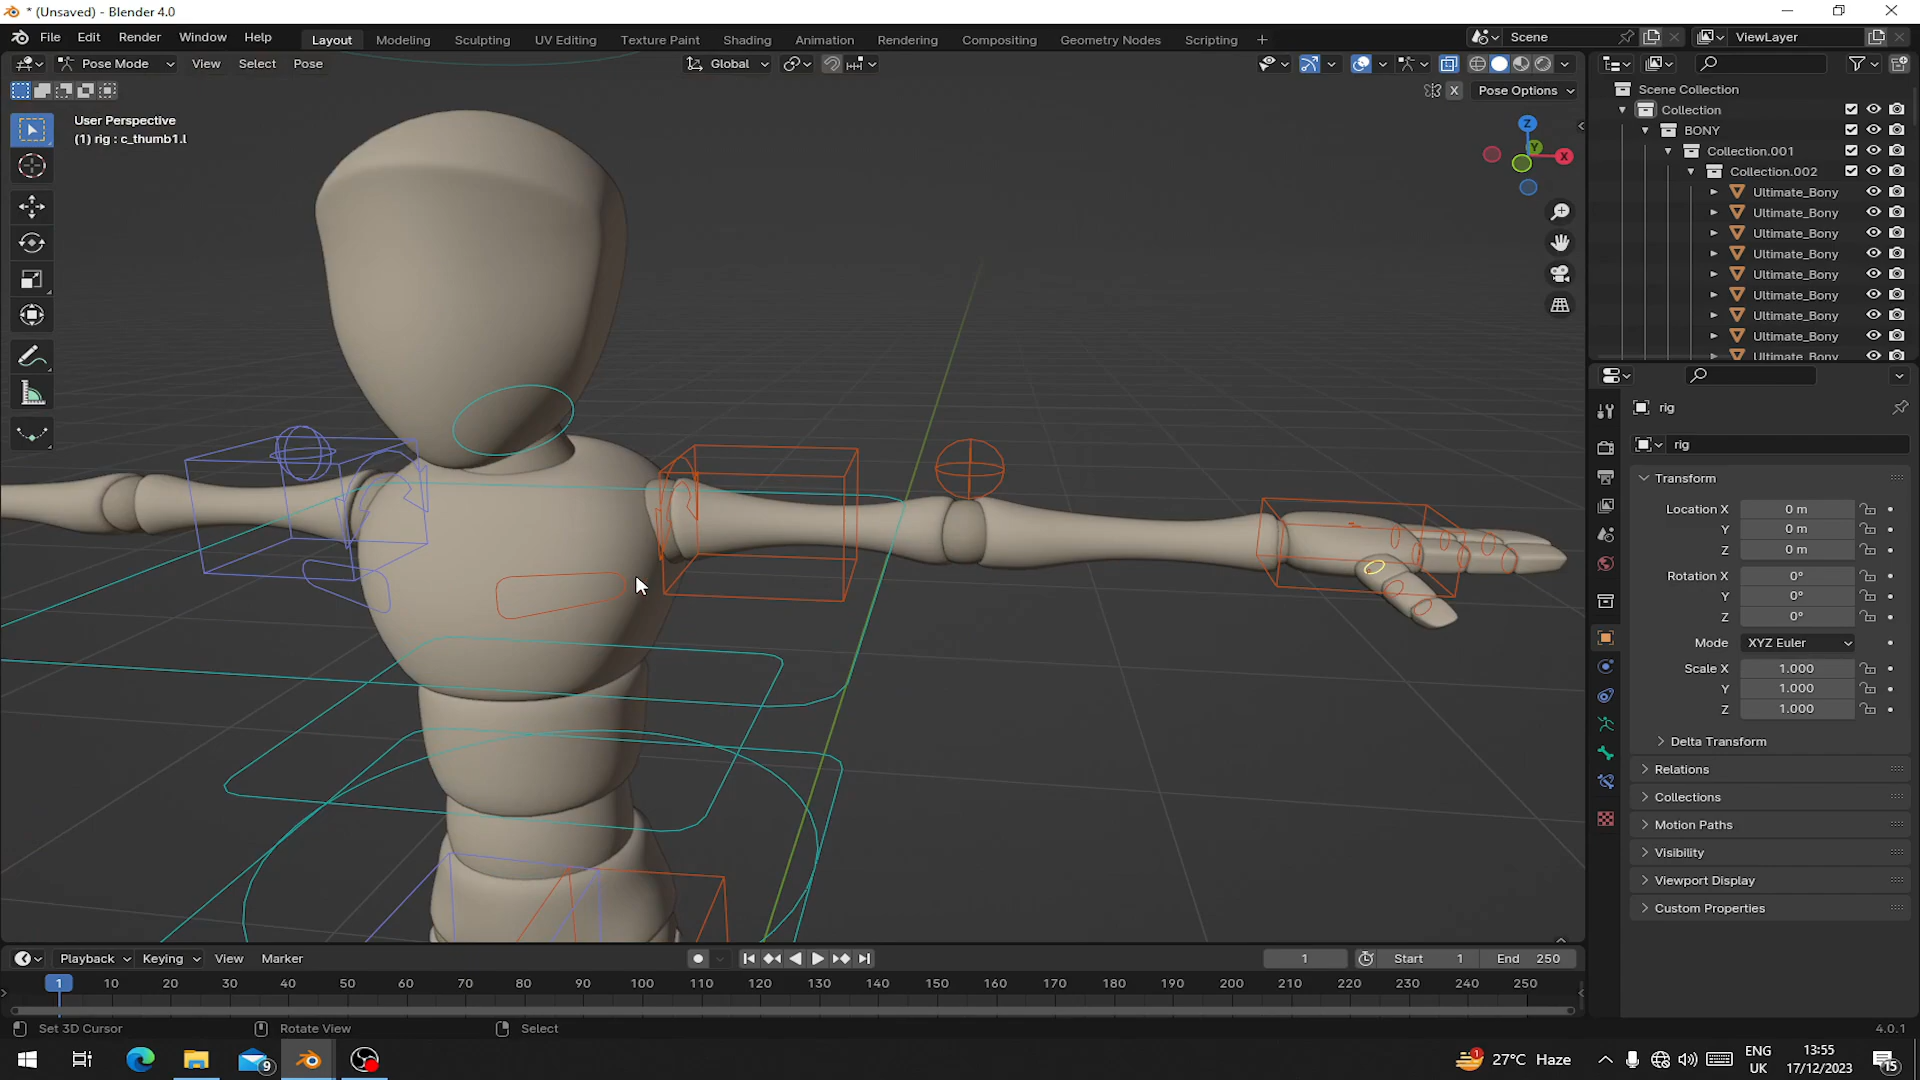 * (Unsaved) - Blender 4.0
File Edit Render Window Help
Layout Modeling Sculpting UV Editing Texture Paint Shading Animation Rendering Compositing Geometry Nodes Scripting +
Scene
ViewLayer
Pose Mode View Select Pose
Global
X Pose Options
User Perspective
(1) rig : c_thumb1.l
Z
Y
X
Scene Collection
Collection
BONY
Collection.001
Collection.002
Ultimate_Bony
Ultimate_Bony
Ultimate_Bony
Ultimate_Bony
Ultimate_Bony
Ultimate_Bony
Ultimate_Bony
Ultimate_Bony
Ultimate_Bony
rig
rig
Transform
Location X 0 m
Y 0 m
Z 0 m
Rotation X 0°
Y 0°
Z 0°
Mode XYZ Euler
Scale X 1.000
Y 1.000
Z 1.000
Delta Transform
Relations
Collections
Motion Paths
Visibility
Viewport Display
Custom Properties
Playback Keying View Marker
1 Start 1 End 250
1 10 20 30 40 50 60 70 80 90 100 110 120 130 140 150 160 170 180 190 200 210 220 230 240 250
Set 3D Cursor Rotate View Select 4.0.1
9
1 27°C Haze
ENG
UK
13:55
17/12/2023
15